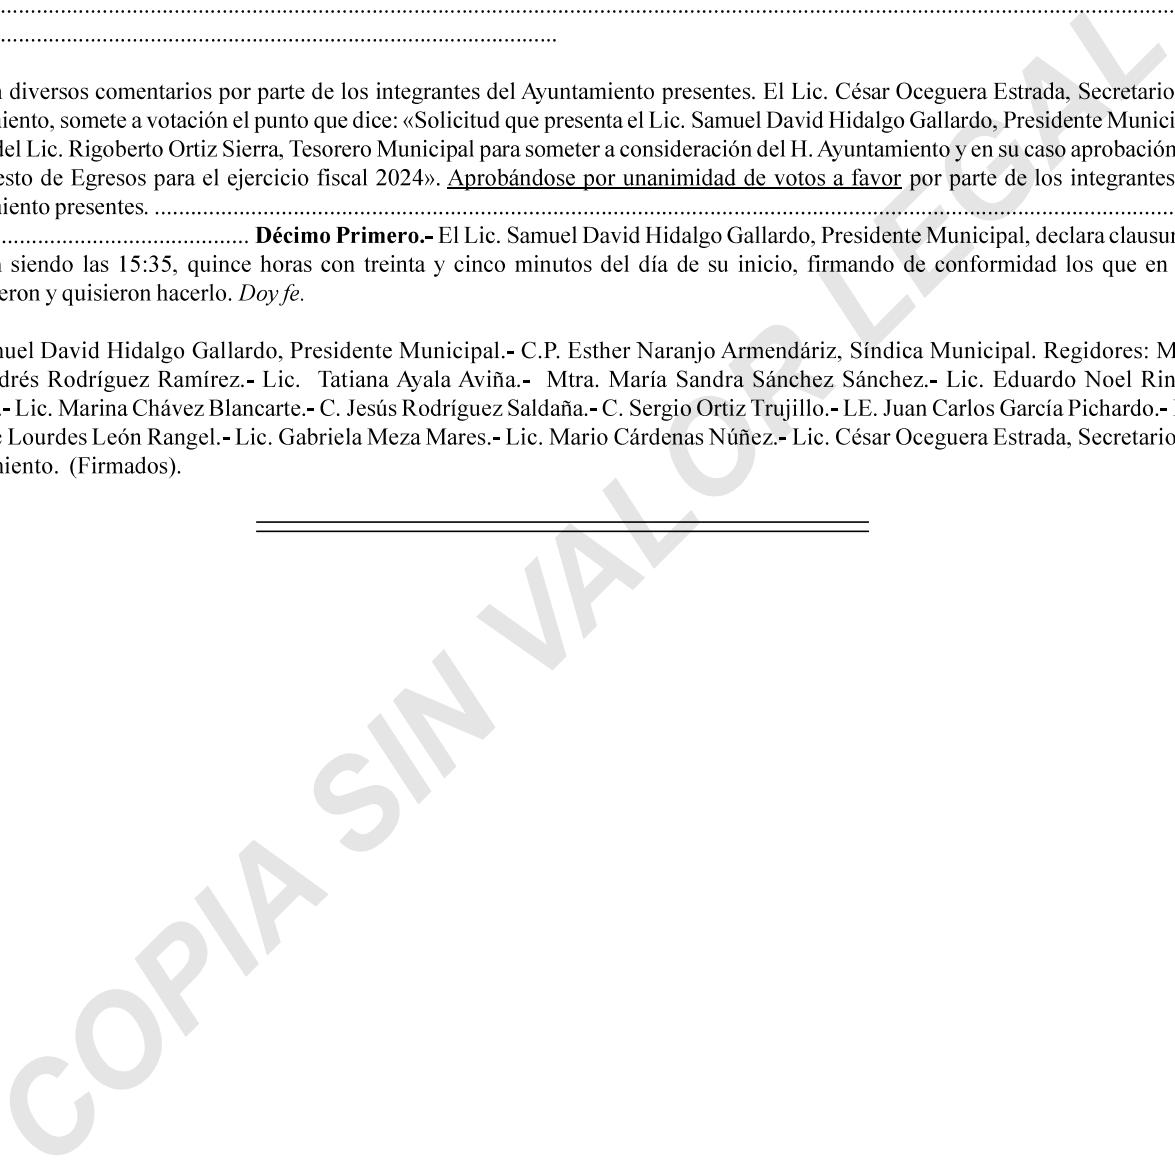 ........................................................................................................................
........................................................................................
diversos comentarios por parte de los integrantes del Ayuntamiento presentes. El Lic. César Oceguera Estrada, Secretario
iento, somete a votación el punto que dice: «Solicitud que presenta el Lic. Samuel David Hidalgo Gallardo, Presidente Munici
del Lic. Rigoberto Ortiz Sierra, Tesorero Municipal para someter a consideración del H. Ayuntamiento y en su caso aprobación
esto de Egresos para el ejercicio fiscal 2024». Aprobándose por unanimidad de votos a favor por parte de los integrantes
iento presentes. ........................................................................................................................
........................................ Décimo Primero.- El Lic. Samuel David Hidalgo Gallardo, Presidente Municipal, declara clausur
siendo las 15:35, quince horas con treinta y cinco minutos del día de su inicio, firmando de conformidad los que en
eron y quisieron hacerlo. Doy fe.
uel David Hidalgo Gallardo, Presidente Municipal.- C.P. Esther Naranjo Armendáriz, Síndica Municipal. Regidores: M
drés Rodríguez Ramírez.- Lic. Tatiana Ayala Aviña.- Mtra. María Sandra Sánchez Sánchez.- Lic. Eduardo Noel Rin
.- Lic. Marina Chávez Blancarte.- C. Jesús Rodríguez Saldaña.- C. Sergio Ortiz Trujillo.- LE. Juan Carlos García Pichardo.-
e Lourdes León Rangel.- Lic. Gabriela Meza Mares.- Lic. Mario Cárdenas Núñez.- Lic. César Oceguera Estrada, Secretario
iento. (Firmados).
COPIA SIN VALOR LEGAL